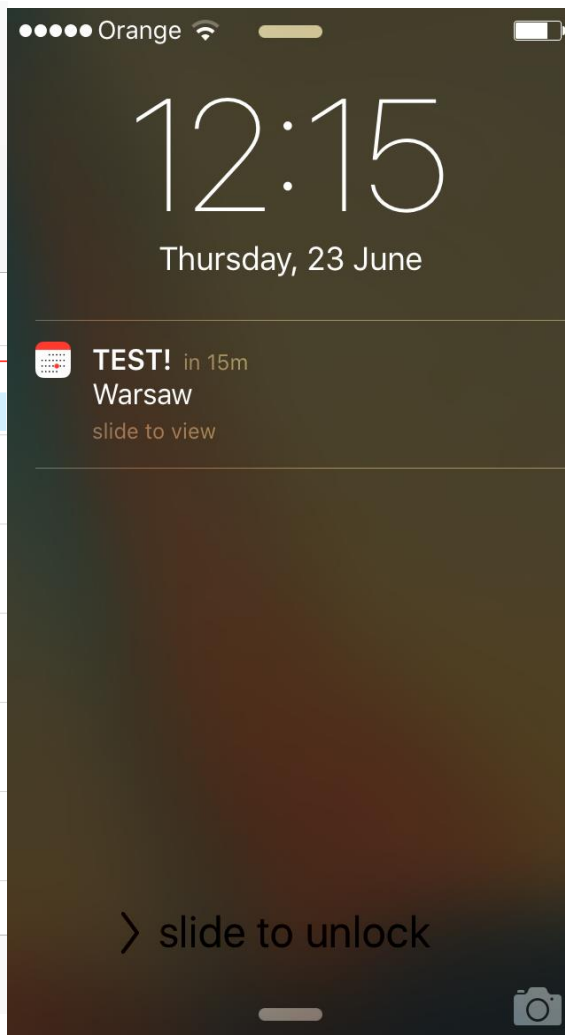 Orange
12:15
Thursday, 23 June
TEST! in 15m
Warsaw
slide to view
slide to unlock